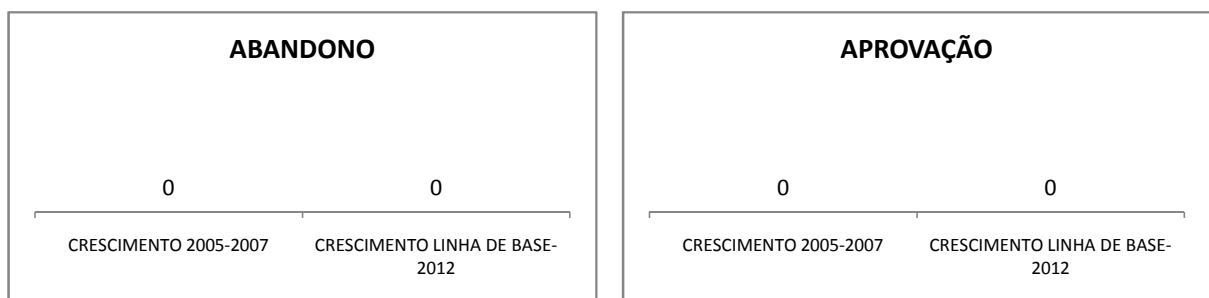 ABANDONO
0
0
CRESCIMENTO 2005-2007
CRESCIMENTO LINHA DE BASE-
2012
APROVAÇÃO
0
0
CRESCIMENTO 2005-2007
CRESCIMENTO LINHA DE BASE-
2012